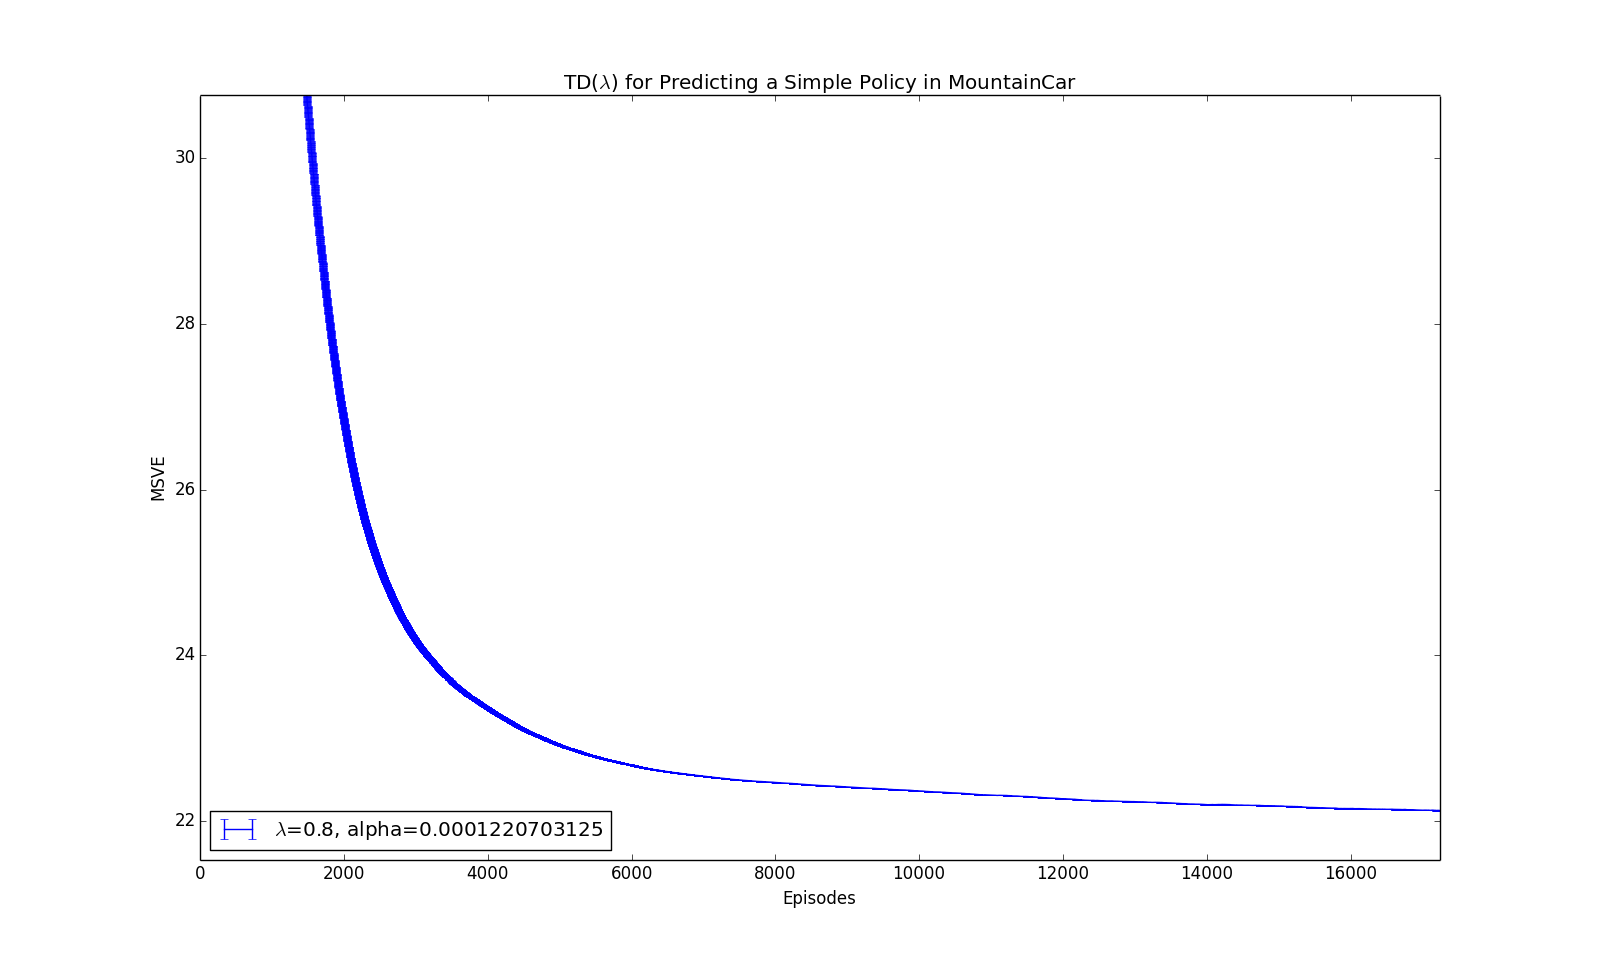 TD(λ) for Predicting a Simple Policy in MountainCar
30
28
26
24
22
MSVE
λ=0.8, alpha=0.0001220703125
0 2000 4000 6000 8000 10000 12000 14000 16000
Episodes